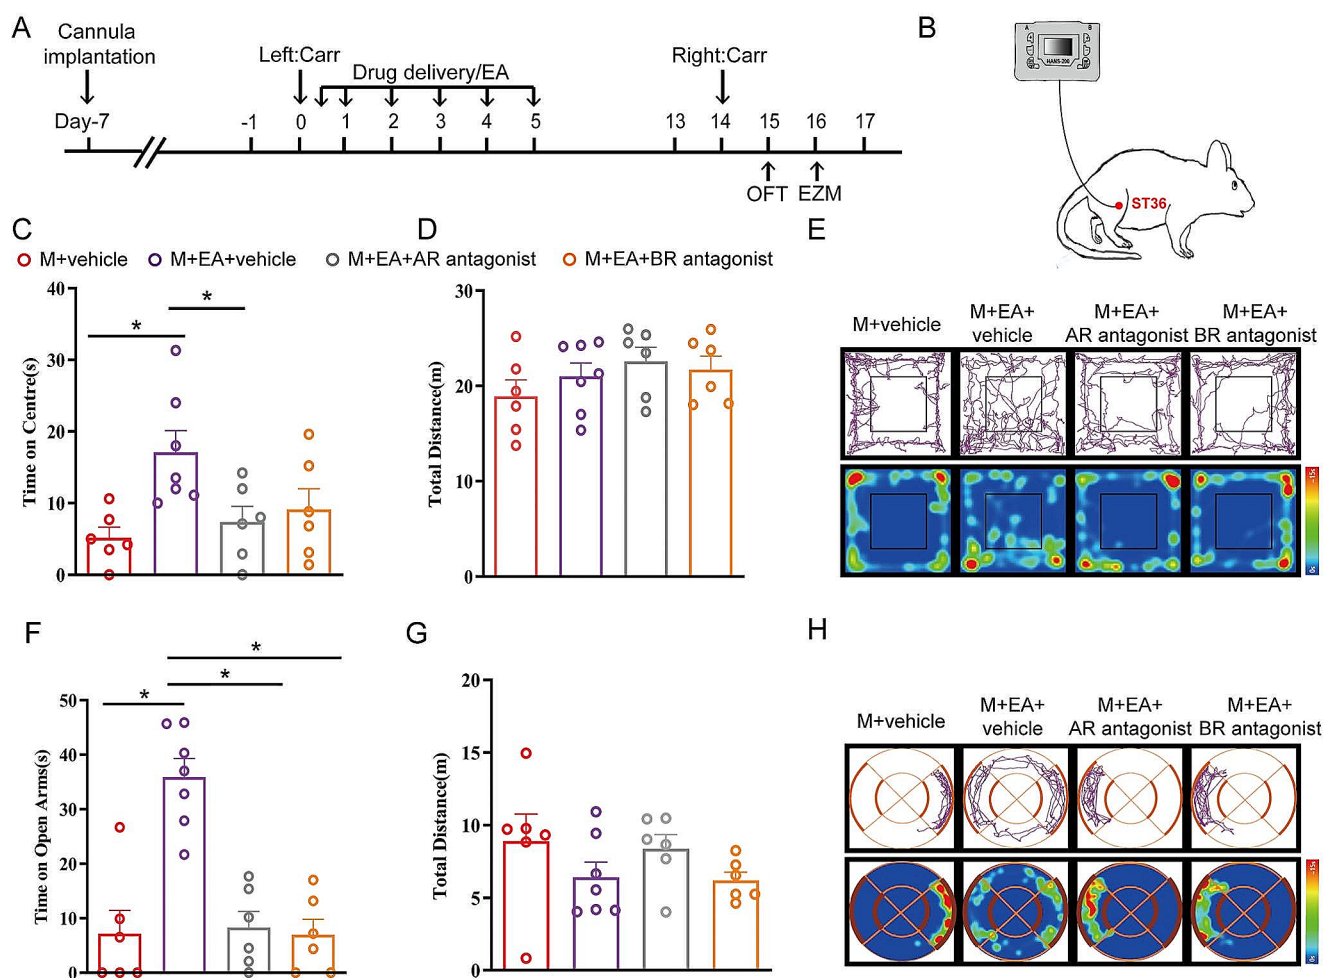 A
Cannula
implantation
Left:Carr
Drug delivery/EA
Right:Carr
Day-7
-1 0 1 2 3 4 5 13 14 15 16 17
OFT EZM
B
A B
HANS-200
ST36
C
M+vehicle M+EA+vehicle M+EA+AR antagonist M+EA+BR antagonist
Time on Centre(s)
40
30
20
10
0
*
*
D
Total Distance(m)
30
20
10
0
E
M+vehicle
M+EA+
vehicle
M+EA+
AR antagonist
M+EA+
BR antagonist
~15s
0s
F
Time on Open Arms(s)
50
40
30
20
10
0
*
*
*
G
Total Distance(m)
20
15
10
5
0
H
M+vehicle
M+EA+
vehicle
M+EA+
AR antagonist
M+EA+
BR antagonist
~15s
0s